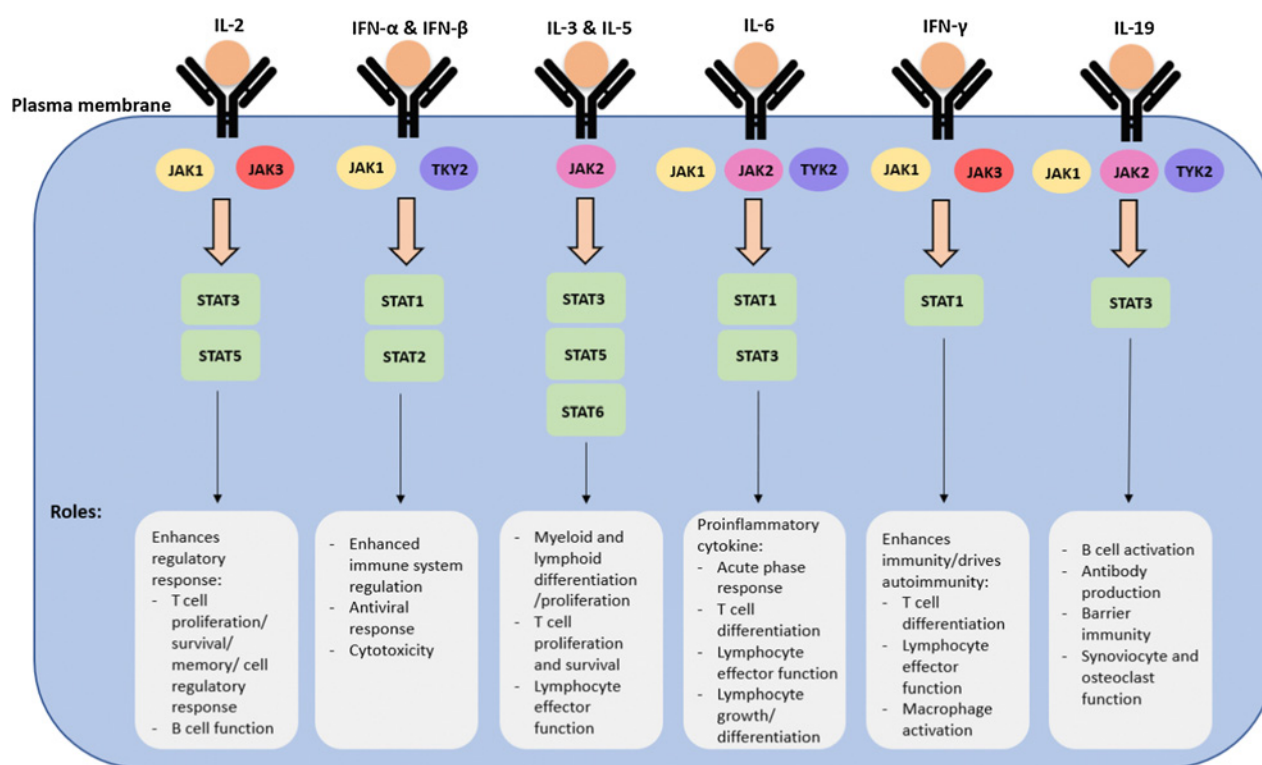 IL-2
IFN-α & IFN-β
IL-3 & IL-5
IL-6
IFN-γ
IL-19
Plasma membrane
JAK1
JAK3
JAK1
TKY2
JAK2
JAK1
JAK2
TYK2
JAK1
JAK3
JAK1
JAK2
TYK2
STAT3
STAT5
STAT1
STAT2
STAT3
STAT5
STAT6
STAT1
STAT3
STAT1
STAT3
Roles:
Enhances
regulatory
response:
- T cell
proliferation/
survival/
memory/ cell
regulatory
response
- B cell function
- Enhanced
immune system
regulation
- Antiviral
response
- Cytotoxicity
- Myeloid and
lymphoid
differentiation
/proliferation
- T cell
proliferation
and survival
- Lymphocyte
effector
function
Proinflammatory
cytokine:
- Acute phase
response
- T cell
differentiation
- Lymphocyte
effector function
- Lymphocyte
growth/
differentiation
Enhances
immunity/drives
autoimmunity:
- T cell
differentiation
- Lymphocyte
effector
function
- Macrophage
activation
- B cell activation
- Antibody
production
- Barrier
immunity
- Synoviocyte and
osteoclast
function